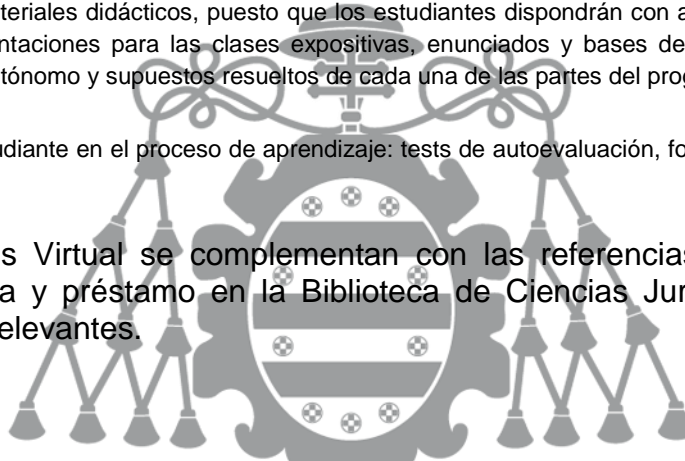 teriales didácticos, puesto que los estudiantes dispondrán con a
ntaciones para las clases expositivas, enunciados y bases de
tónomo y supuestos resueltos de cada una de las partes del prog
udiante en el proceso de aprendizaje: tests de autoevaluación, fo
s Virtual se complementan con las referencias
a y préstamo en la Biblioteca de Ciencias Jur
elevantes.